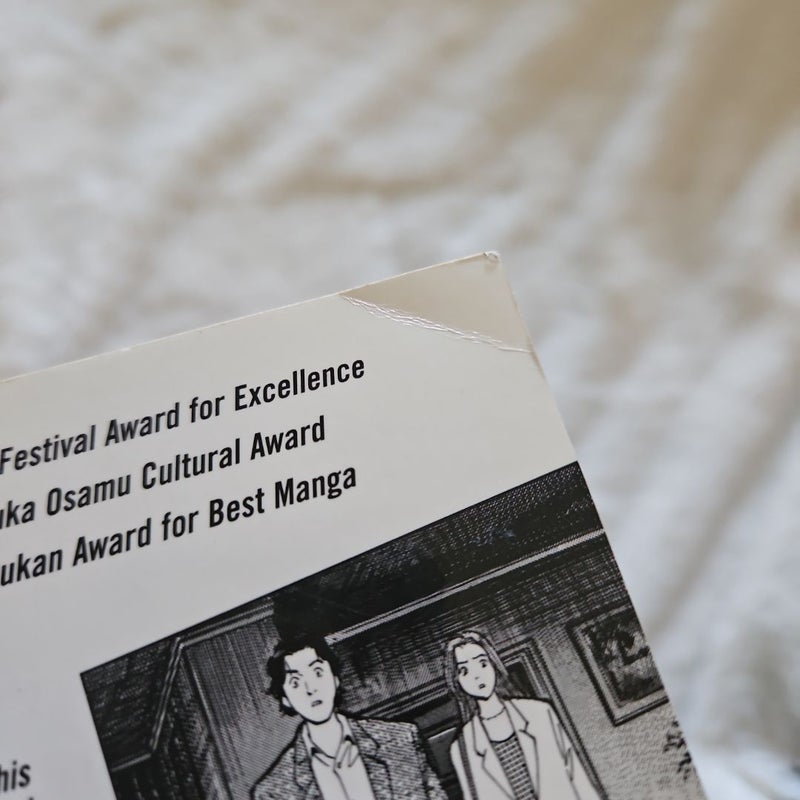 Festival Award for Excellence
uka Osamu Cultural Award
ukan Award for Best Manga
his